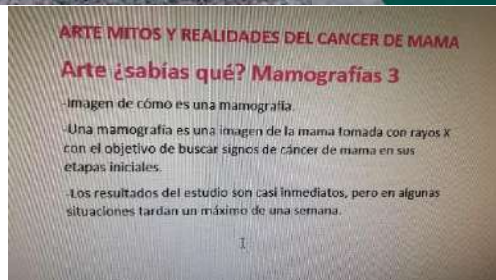 ARTE MITOS Y REALIDADES DEL CANCER DE MAMA
Arte ¿sabías qué? Mamografías 3
-Imagen de cómo es una mamografía.
-Una mamografía es una imagen de la mama tomada con rayos X
con el objetivo de buscar signos de cáncer de mama en sus
etapas iniciales.
-Los resultados del estudio son casi inmediatos, pero en algunas
situaciones tardan un máximo de una semana.